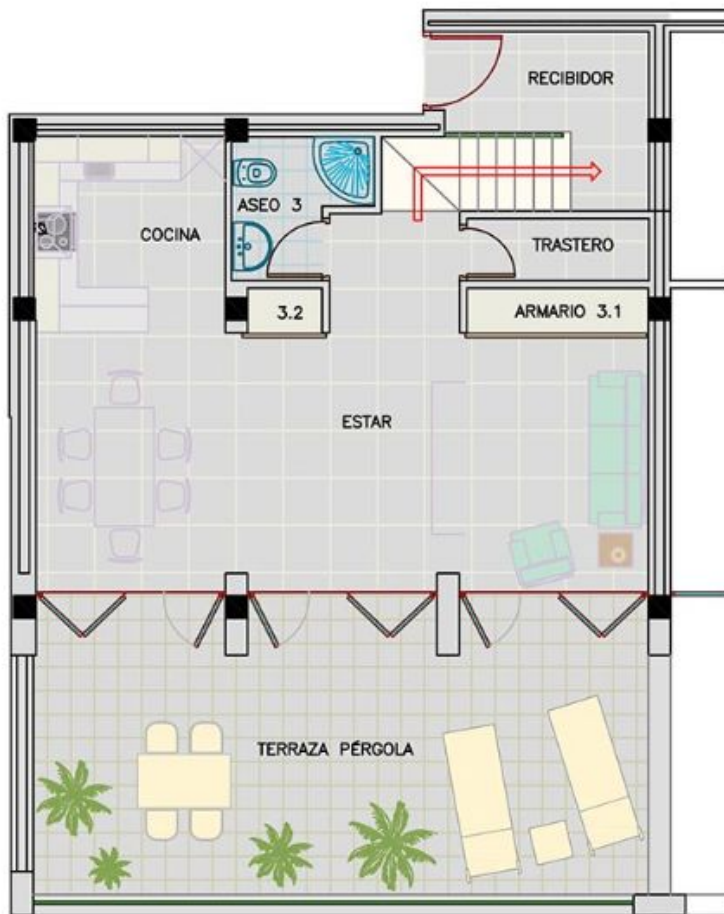 RECIBIDOR
ASEO 3
COCINA
TRASTERO
3.2
ARMARIO 3.1
ESTAR
TERRAZA PÉRGOLA